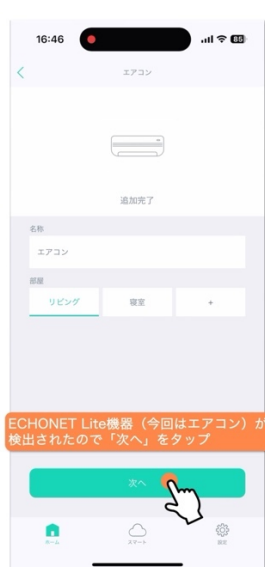 16:46
85
エアコン
追加完了
名称
エアコン
部屋
リビング 寝室 +
ECHONET Lite機器（今回はエアコン）が
検出されたので「次へ」をタップ
次へ
ホーム スマート 設定